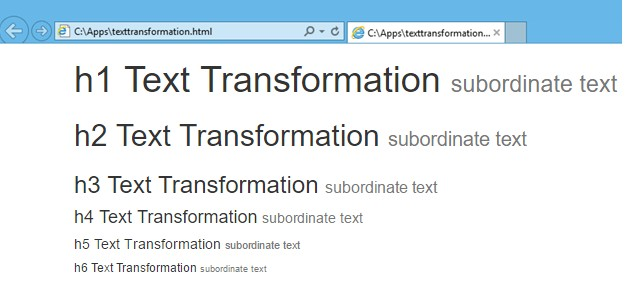 C:\Apps\texttransformation.html
C:\Apps\texttransformation...
h1 Text Transformation subordinate text
h2 Text Transformation subordinate text
h3 Text Transformation subordinate text
h4 Text Transformation subordinate text
h5 Text Transformation subordinate text
h6 Text Transformation subordinate text